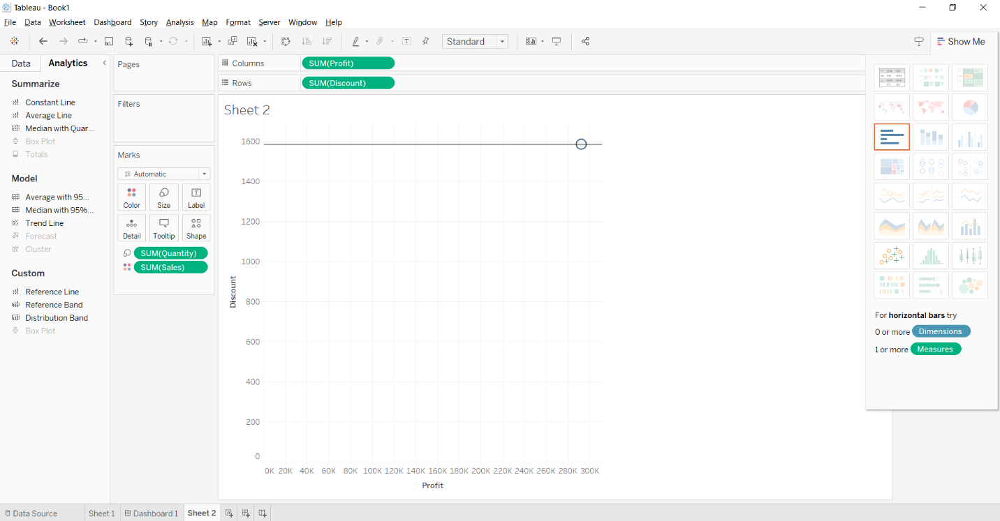 Tableau - Book1
File Data Worksheet Dashboard Story Analysis Map Format Server Window Help
Standard
Show Me
Data Analytics
Summarize
Constant Line
Average Line
Median with Quar...
Box Plot
Totals
Model
Average with 95...
Median with 95%...
Trend Line
Forecast
Cluster
Custom
Reference Line
Reference Band
Distribution Band
Box Plot
Pages
Filters
Marks
Automatic
Color Size Label
Detail Tooltip Shape
SUM(Quantity)
SUM(Sales)
Columns SUM(Profit)
Rows SUM(Discount)
Sheet 2
1600
1400
1200
1000
800
600
400
200
0
Discount
0K 20K 40K 60K 80K 100K 120K 140K 160K 180K 200K 220K 240K 260K 280K 300K
Profit
For horizontal bars try
0 or more Dimensions
1 or more Measures
Data Source Sheet 1 Dashboard 1 Sheet 2